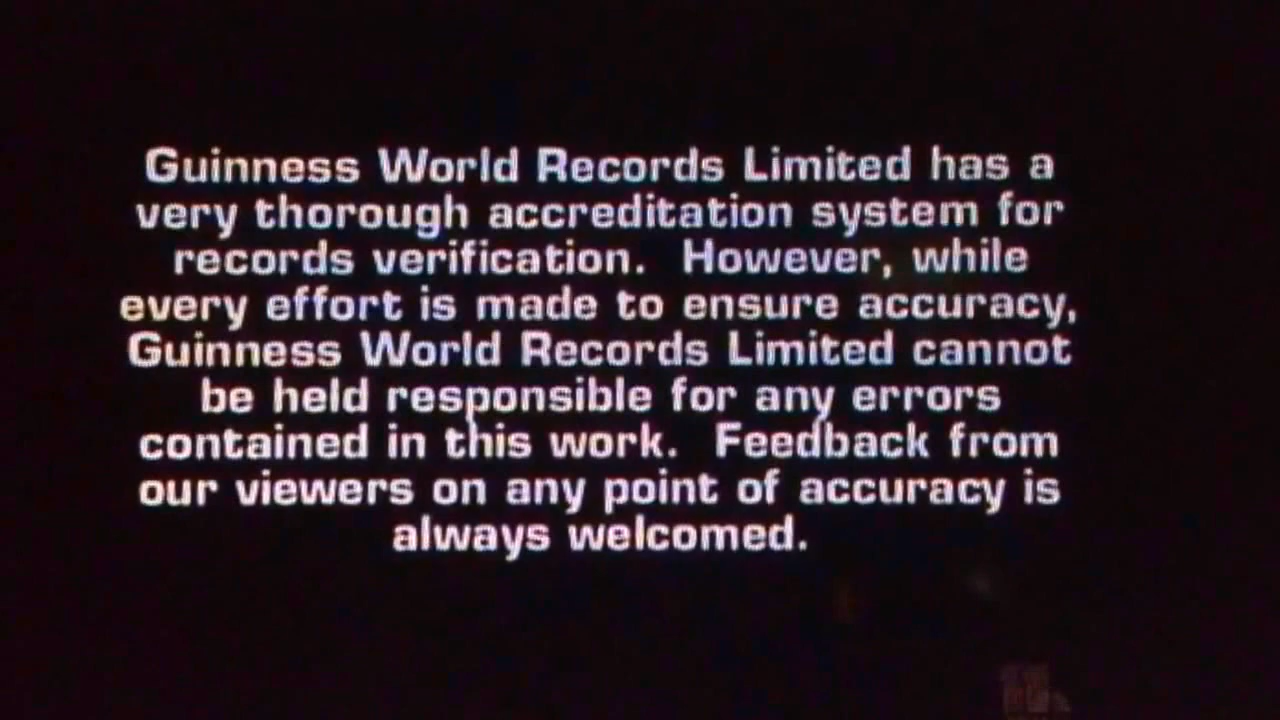 Guinness World Records Limited has a
very thorough accreditation system for
records verification.  However, while
every effort is made to ensure accuracy,
Guinness World Records Limited cannot
be held responsible for any errors
contained in this work.  Feedback from
our viewers on any point of accuracy is
always welcomed.